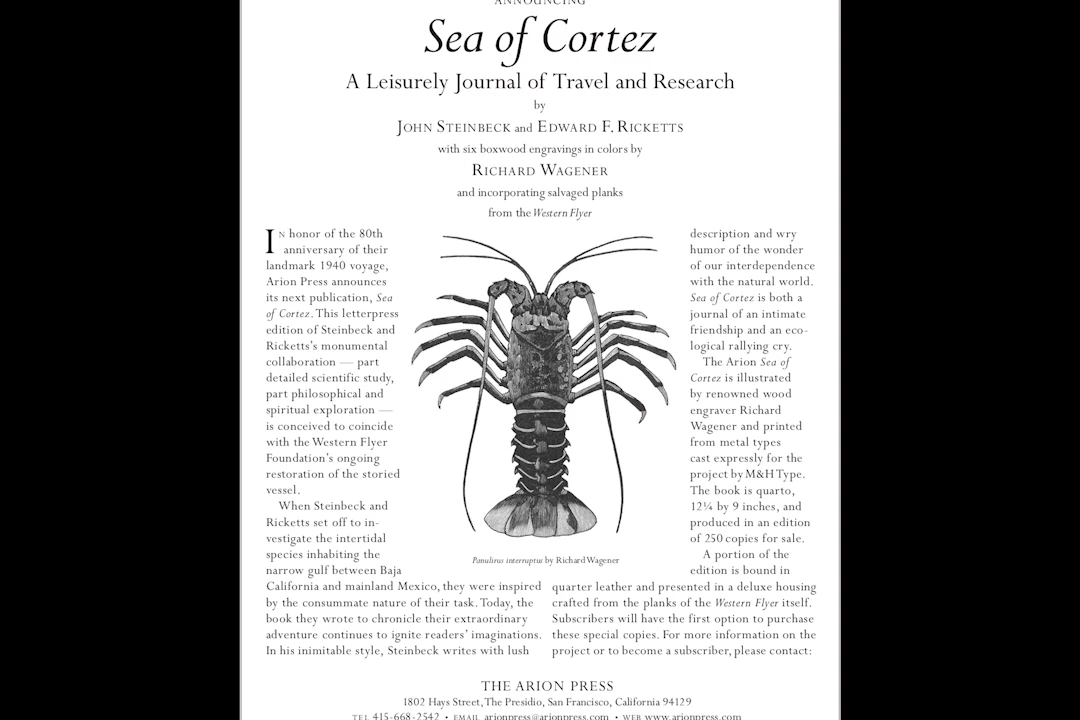 ANNOUNCING
Sea of Cortez
A Leisurely Journal of Travel and Research
by
JOHN STEINBECK and EDWARD F. RICKETTS
with six boxwood engravings in colors by
RICHARD WAGENER
and incorporating salvaged planks
from the Western Flyer
IN honor of the 80th
anniversary of their
landmark 1940 voyage,
Arion Press announces
its next publication, Sea
of Cortez. This letterpress
edition of Steinbeck and
Ricketts's monumental
collaboration — part
detailed scientific study,
part philosophical and
spiritual exploration —
is conceived to coincide
with the Western Flyer
Foundation's ongoing
restoration of the storied
vessel.
When Steinbeck and
Ricketts set off to in-
vestigate the intertidal
species inhabiting the
narrow gulf between Baja
California and mainland Mexico, they were inspired
by the consummate nature of their task. Today, the
book they wrote to chronicle their extraordinary
adventure continues to ignite readers' imaginations.
In his inimitable style, Steinbeck writes with lush
description and wry
humor of the wonder
of our interdependence
with the natural world.
Sea of Cortez is both a
journal of an intimate
friendship and an eco-
logical rallying cry.
The Arion Sea of
Cortez is illustrated
by renowned wood
engraver Richard
Wagener and printed
from metal types
cast expressly for the
project by M&H Type.
The book is quarto,
12¼ by 9 inches, and
produced in an edition
of 250 copies for sale.
A portion of the
edition is bound in
quarter leather and presented in a deluxe housing
crafted from the planks of the Western Flyer itself.
Subscribers will have the first option to purchase
these special copies. For more information on the
project or to become a subscriber, please contact:
Panulirus interruptus by Richard Wagener
THE ARION PRESS
1802 Hays Street, The Presidio, San Francisco, California 94129
TEL 415-668-2542 • EMAIL arionpress@arionpress.com • WEB www.arionpress.com